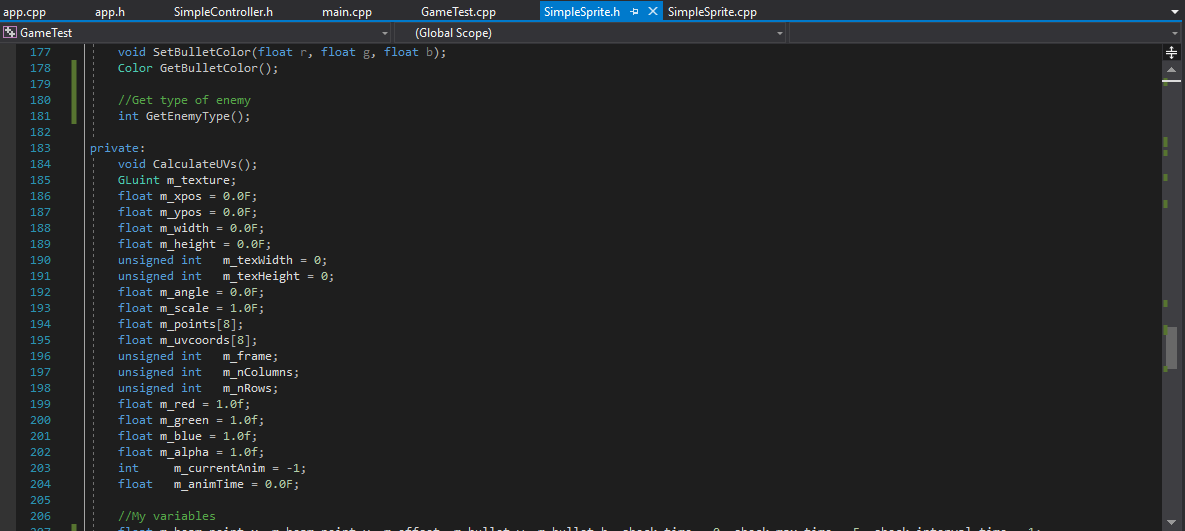 app.cpp app.h SimpleController.h main.cpp GameTest.cpp SimpleSprite.h SimpleSprite.cpp
GameTest (Global Scope)
177 void SetBulletColor(float r, float g, float b);
178 Color GetBulletColor();
179
180 //Get type of enemy
181 int GetEnemyType();
182
183 private:
184 void CalculateUVs();
185 GLuint m_texture;
186 float m_xpos = 0.0F;
187 float m_ypos = 0.0F;
188 float m_width = 0.0F;
189 float m_height = 0.0F;
190 unsigned int m_texWidth = 0;
191 unsigned int m_texHeight = 0;
192 float m_angle = 0.0F;
193 float m_scale = 1.0F;
194 float m_points[8];
195 float m_uvcoords[8];
196 unsigned int m_frame;
197 unsigned int m_nColumns;
198 unsigned int m_nRows;
199 float m_red = 1.0f;
200 float m_green = 1.0f;
201 float m_blue = 1.0f;
202 float m_alpha = 1.0f;
203 int m_currentAnim = -1;
204 float m_animTime = 0.0F;
205
206 //My variables